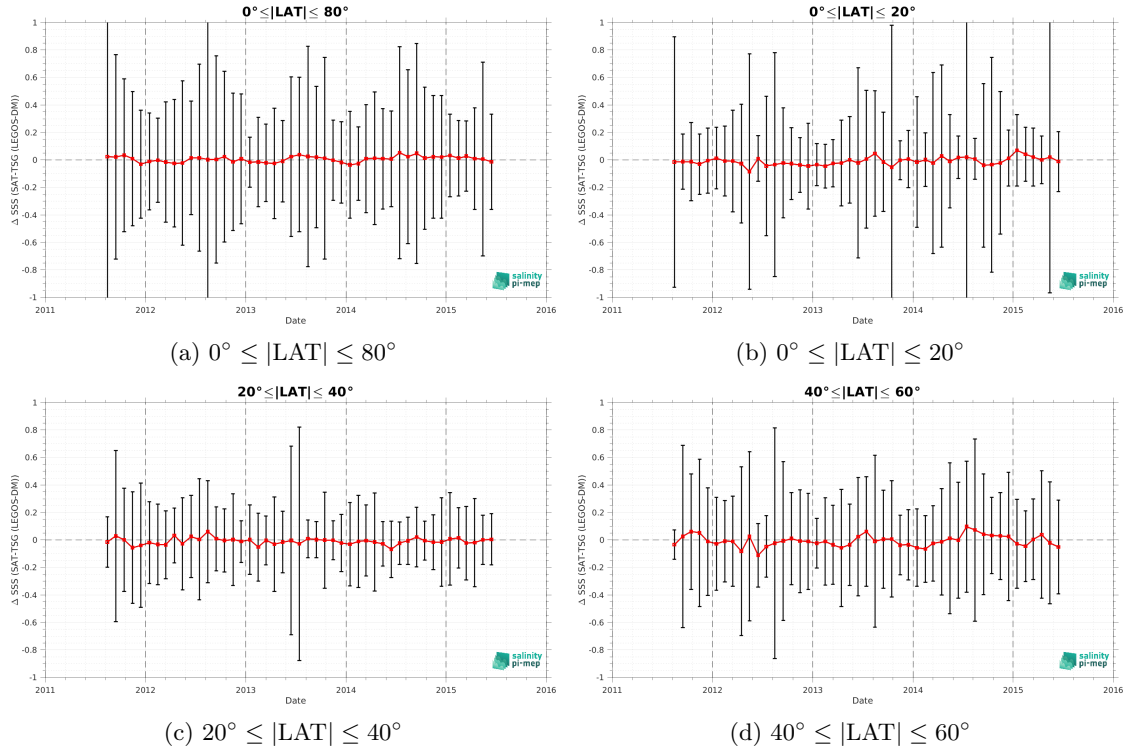 0°≤|LAT|≤ 80°
Δ SSS (SAT-TSG (LEGOS-DM))
1
0.8
0.6
0.4
0.2
0
-0.2
-0.4
-0.6
-0.8
-1
2011 2012 2013 2014 2015 2016
Date
salinity
pi-mep
(a) 0° ≤ |LAT| ≤ 80°
0°≤|LAT|≤ 20°
Δ SSS (SAT-TSG (LEGOS-DM))
1
0.8
0.6
0.4
0.2
0
-0.2
-0.4
-0.6
-0.8
-1
2011 2012 2013 2014 2015 2016
Date
salinity
pi-mep
(b) 0° ≤ |LAT| ≤ 20°
20°≤|LAT|≤ 40°
Δ SSS (SAT-TSG (LEGOS-DM))
1
0.8
0.6
0.4
0.2
0
-0.2
-0.4
-0.6
-0.8
-1
2011 2012 2013 2014 2015 2016
Date
salinity
pi-mep
(c) 20° ≤ |LAT| ≤ 40°
40°≤|LAT|≤ 60°
Δ SSS (SAT-TSG (LEGOS-DM))
1
0.8
0.6
0.4
0.2
0
-0.2
-0.4
-0.6
-0.8
-1
2011 2012 2013 2014 2015 2016
Date
salinity
pi-mep
(d) 40° ≤ |LAT| ≤ 60°